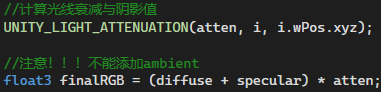 //计算光线衰减与阴影值
UNITY_LIGHT_ATTENUATION(atten, i, i.wPos.xyz);
//注意！！！不能添加ambient
float3 finalRGB = (diffuse + specular) * atten;